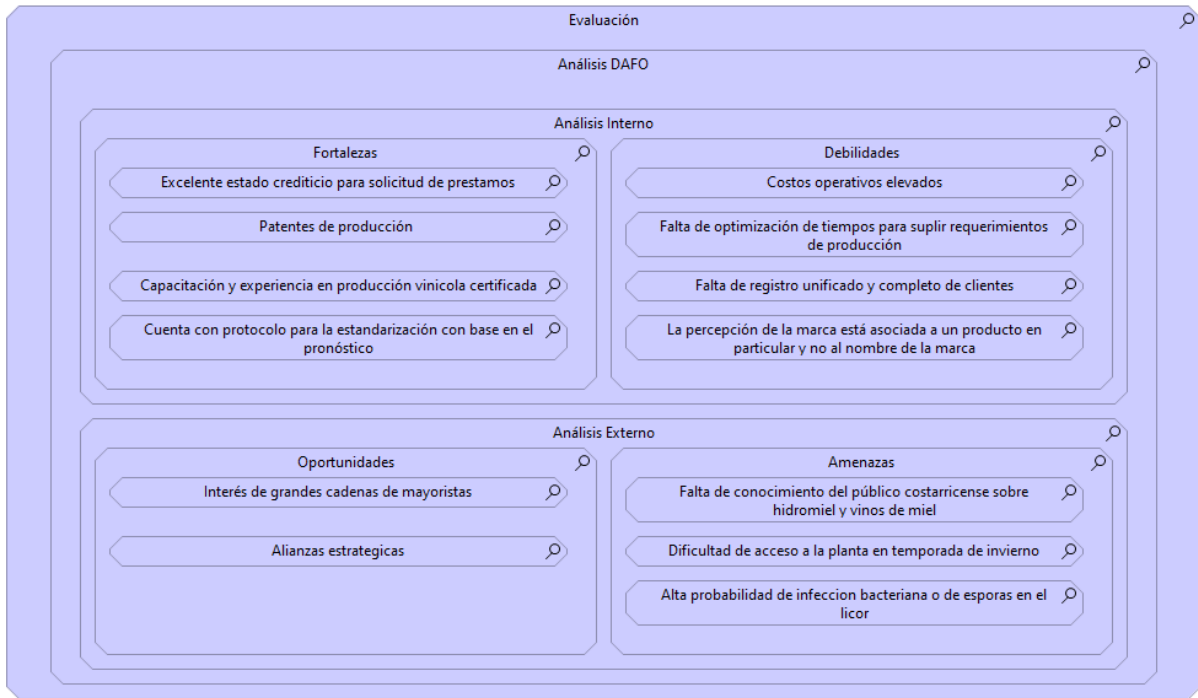 Evaluación
Análisis DAFO
Análisis Interno
Fortalezas
Excelente estado crediticio para solicitud de prestamos
Patentes de producción
Capacitación y experiencia en producción vinicola certificada
Cuenta con protocolo para la estandarización con base en el
pronóstico
Debilidades
Costos operativos elevados
Falta de optimización de tiempos para suplir requerimientos
de producción
Falta de registro unificado y completo de clientes
La percepción de la marca está asociada a un producto en
particular y no al nombre de la marca
Análisis Externo
Oportunidades
Interés de grandes cadenas de mayoristas
Alianzas estrategicas
Amenazas
Falta de conocimiento del público costarricense sobre
hidromiel y vinos de miel
Dificultad de acceso a la planta en temporada de invierno
Alta probabilidad de infeccion bacteriana o de esporas en el
licor